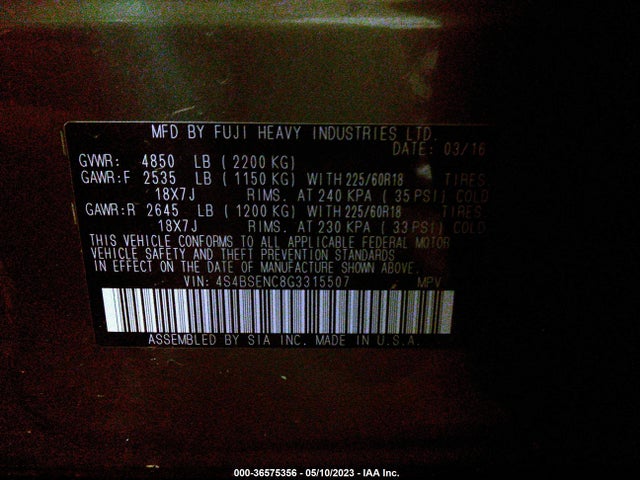 MFD BY FUJI HEAVY INDUSTRIES LTD.
DATE: 03/16
GVWR: 4850 LB (2200 KG)
GAWR:F 2535 LB (1150 KG) WITH 225/60R18 TIRES
18X7J RIMS. AT 240 KPA (35 PSI) COLD
GAWR:R 2645 LB (1200 KG) WITH 225/60R18 TIRES
18X7J RIMS. AT 230 KPA (33 PSI) COLD
THIS VEHICLE CONFORMS TO ALL APPLICABLE FEDERAL MOTOR
VEHICLE SAFETY AND THEFT PREVENTION STANDARDS
IN EFFECT ON THE DATE OF MANUFACTURE SHOWN ABOVE.
VIN: 4S4BSENC8G3315507 MPV
ASSEMBLED BY SIA INC. MADE IN U.S.A.
000-36575356 - 05/10/2023 - IAA Inc.